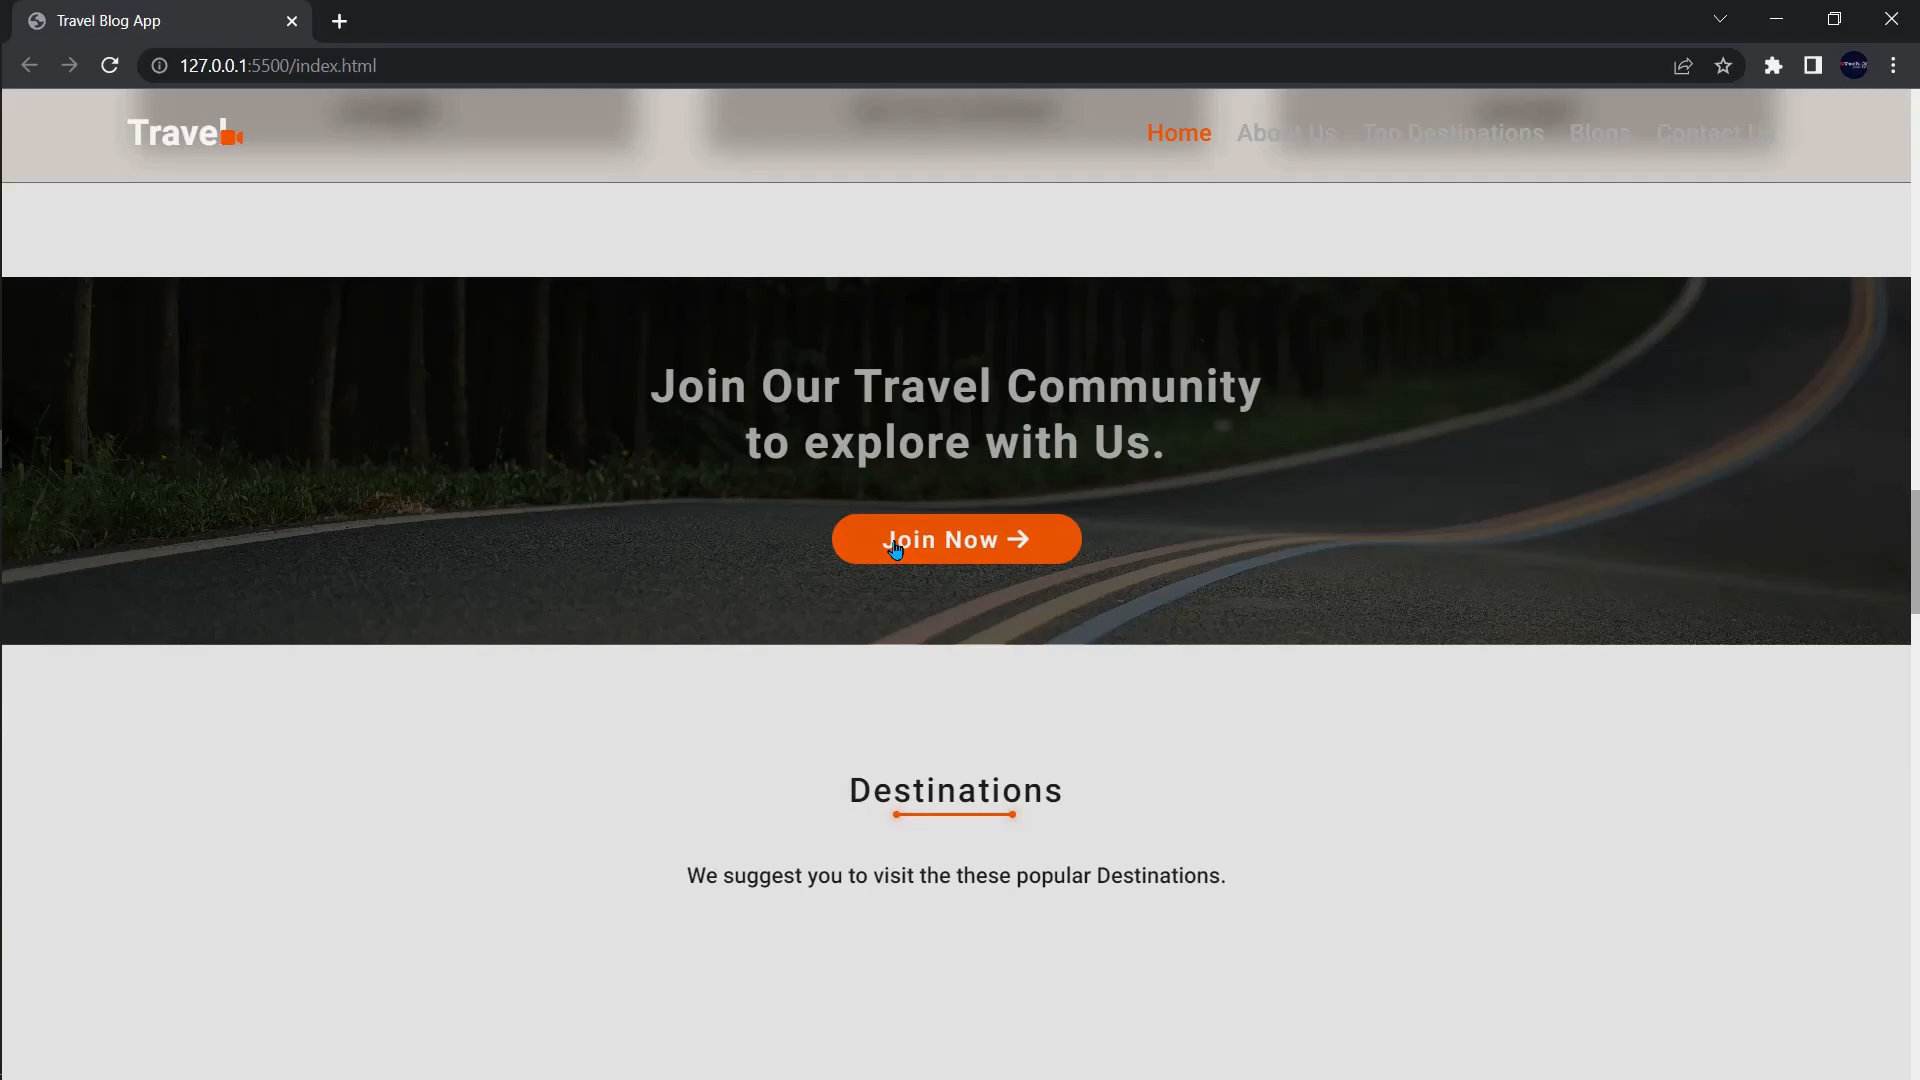 Travel Blog App
127.0.0.1:5500/index.html
Travel
Home About Us Top Destinations Blogs Contact Us
Join Our Travel Community
to explore with Us.
Join Now →
Destinations
We suggest you to visit the these popular Destinations.